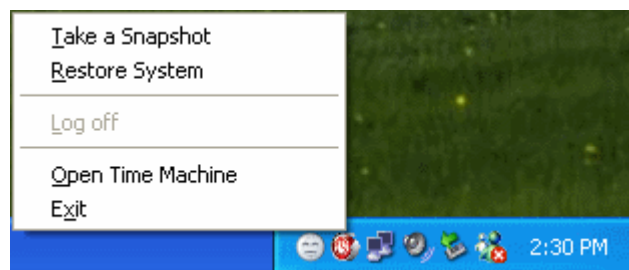 Take a Snapshot
Restore System
Log off
Open Time Machine
Exit
2:30 PM